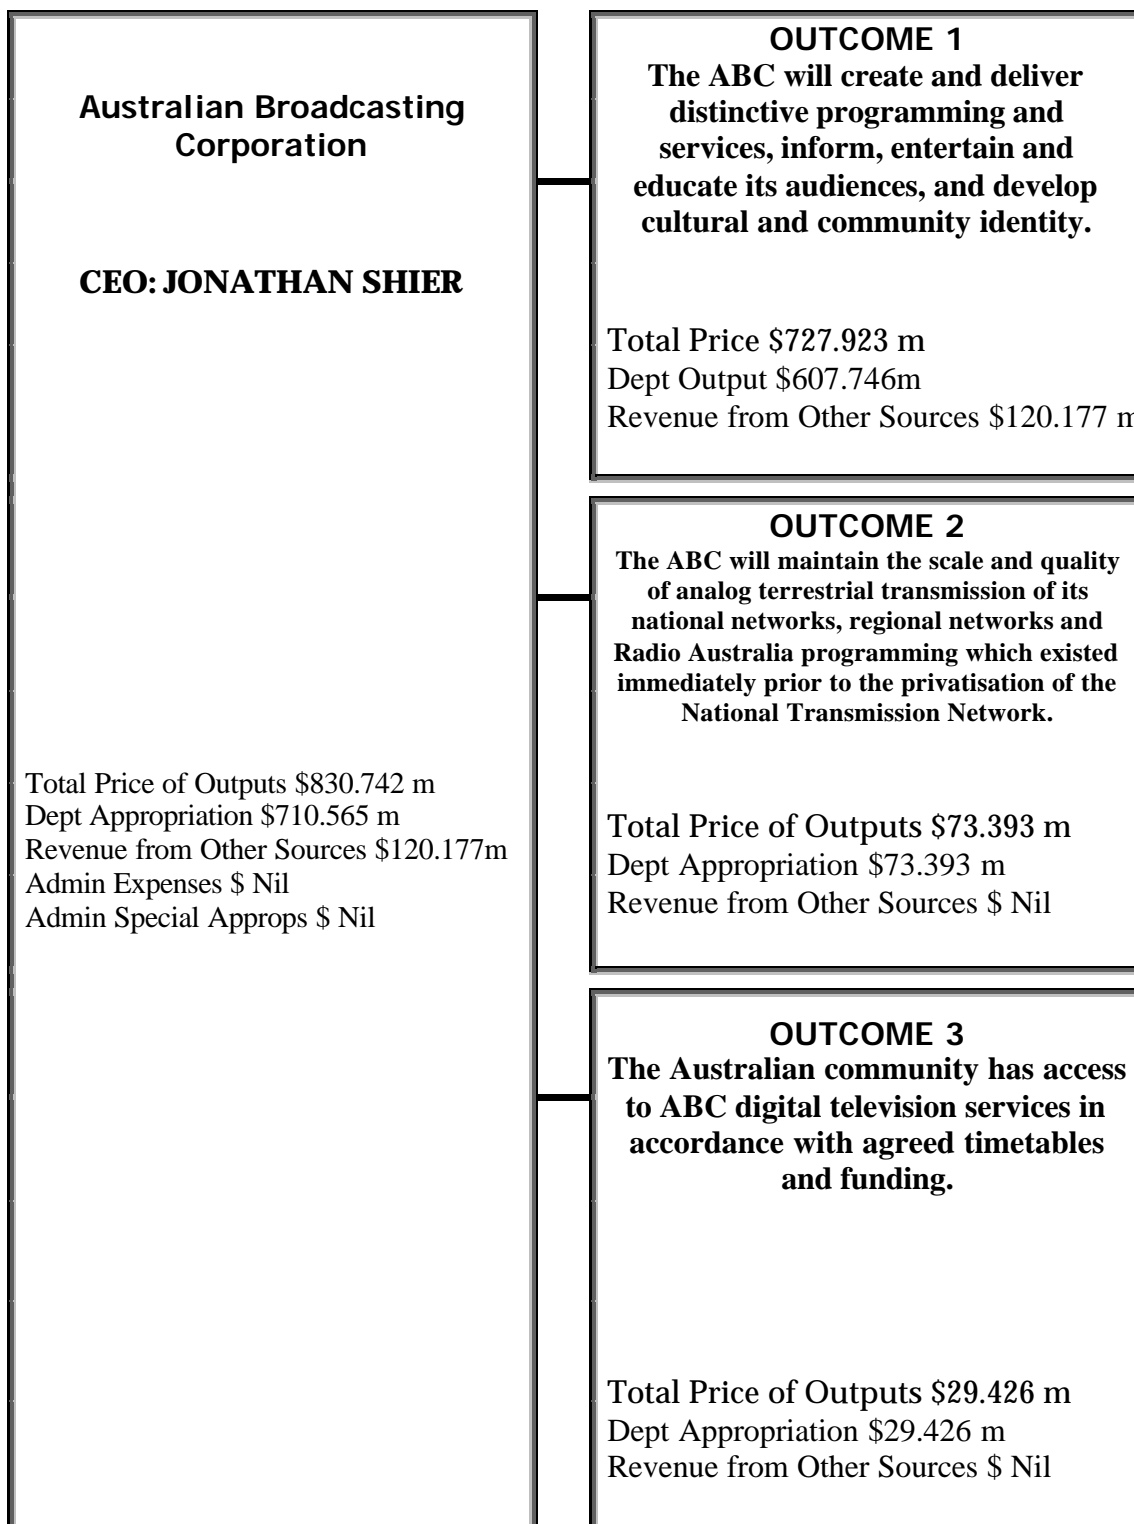 Australian Broadcasting
Corporation
CEO: JONATHAN SHIER
Total Price of Outputs $830.742 m
Dept Appropriation $710.565 m
Revenue from Other Sources $120.177m
Admin Expenses $ Nil
Admin Special Approps $ Nil
OUTCOME 1
The ABC will create and deliver
distinctive programming and
services, inform, entertain and
educate its audiences, and develop
cultural and community identity.
Total Price $727.923 m
Dept Output $607.746m
Revenue from Other Sources $120.177 m
OUTCOME 2
The ABC will maintain the scale and quality
of analog terrestrial transmission of its
national networks, regional networks and
Radio Australia programming which existed
immediately prior to the privatisation of the
National Transmission Network.
Total Price of Outputs $73.393 m
Dept Appropriation $73.393 m
Revenue from Other Sources $ Nil
OUTCOME 3
The Australian community has access
to ABC digital television services in
accordance with agreed timetables
and funding.
Total Price of Outputs $29.426 m
Dept Appropriation $29.426 m
Revenue from Other Sources $ Nil